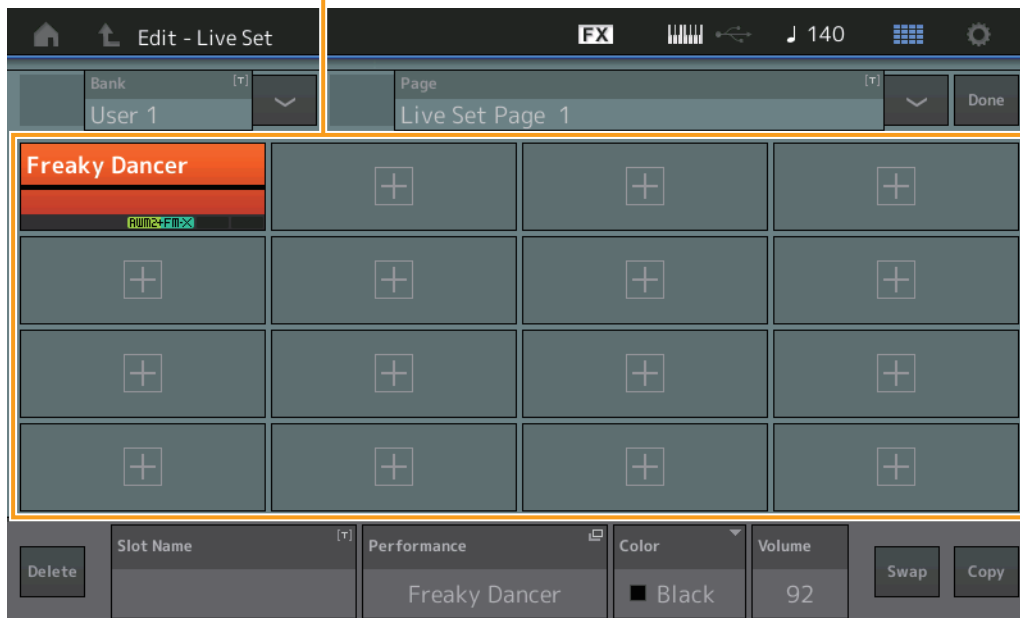 Edit - Live Set
FX
140
Bank
[T]
User 1
Page
[T]
Live Set Page 1
Done
Freaky Dancer
AWM2+FM-X
Delete
Slot Name
[T]
Performance
Freaky Dancer
Color
Black
Volume
92
Swap
Copy